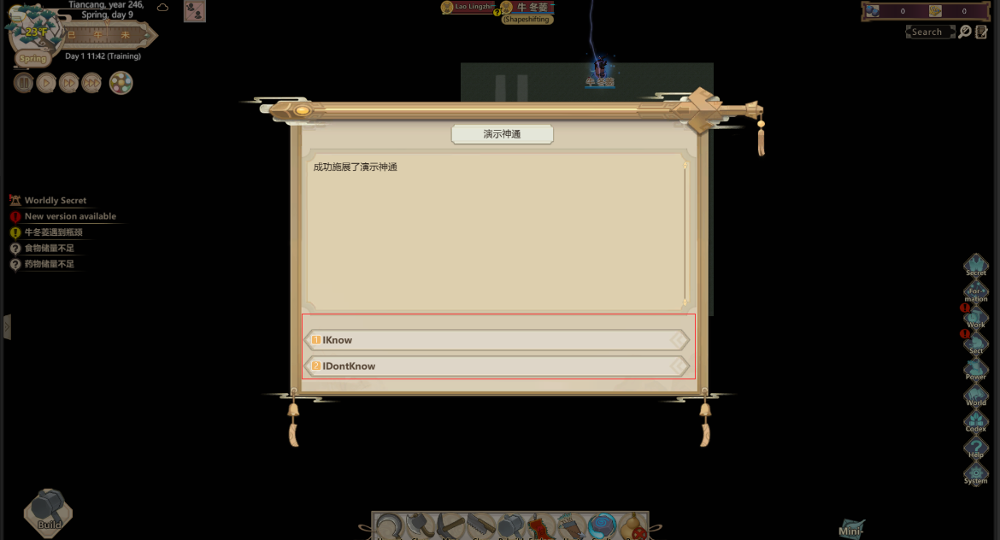 Tiancang, year 246,
Spring, day 9
23°F
巳 午 未
Spring
Day 1 11:42 (Training)
Lao Lingzhi
牛 冬菱
(Shapeshifting)
0 0
Search
演示神通
成功施展了演示神通
1 IKnow
2 IDontKnow
Worldly Secret
New version available
牛冬菱遇到瓶颈
食物储量不足
药物储量不足
Secret
For-
mation
Work
Sect
Power
World
Codex
Help
System
Build
Mini-